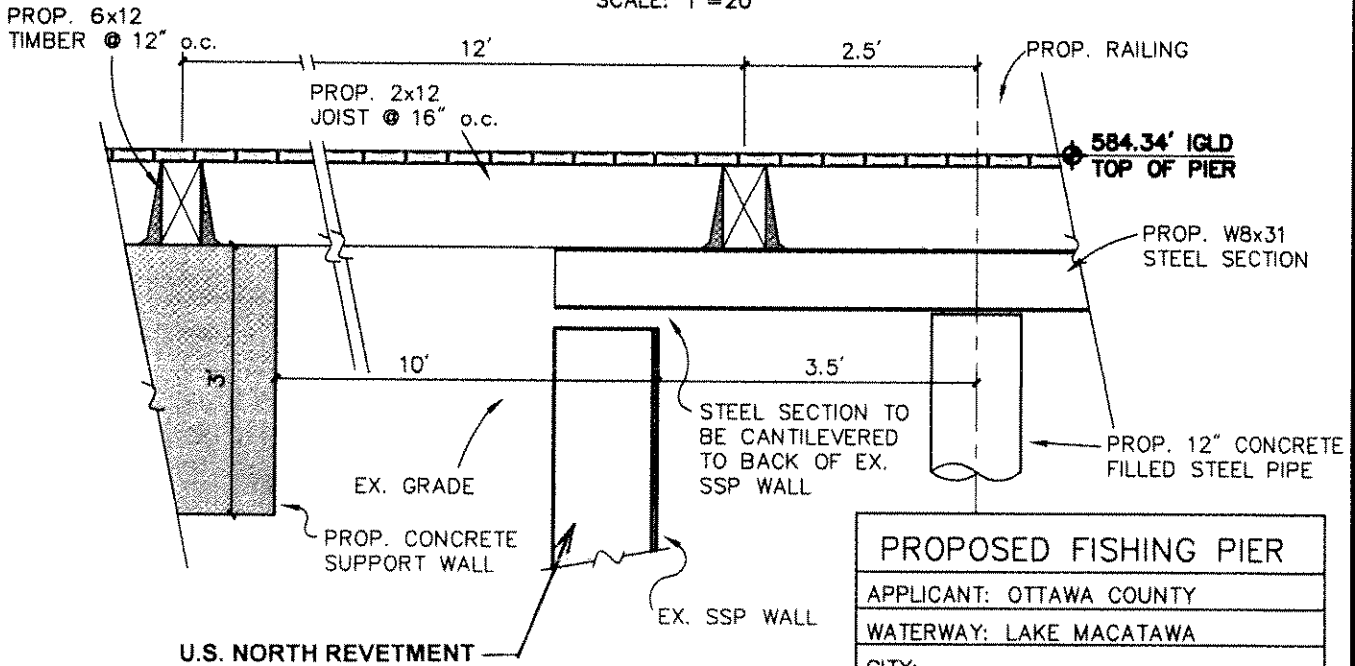 SCALE: 1"=20'
PROP. 6x12
TIMBER @ 12" o.c.
12'
2.5'
PROP. RAILING
PROP. 2x12
JOIST @ 16" o.c.
584.34' IGLD
TOP OF PIER
PROP. W8x31
STEEL SECTION
3'
10'
3.5'
STEEL SECTION TO
BE CANTILEVERED
TO BACK OF EX.
SSP WALL
PROP. 12" CONCRETE
FILLED STEEL PIPE
EX. GRADE
PROP. CONCRETE
SUPPORT WALL
EX. SSP WALL
U.S. NORTH REVETMENT
PROPOSED FISHING PIER
APPLICANT: OTTAWA COUNTY
WATERWAY: LAKE MACATAWA
CITY: